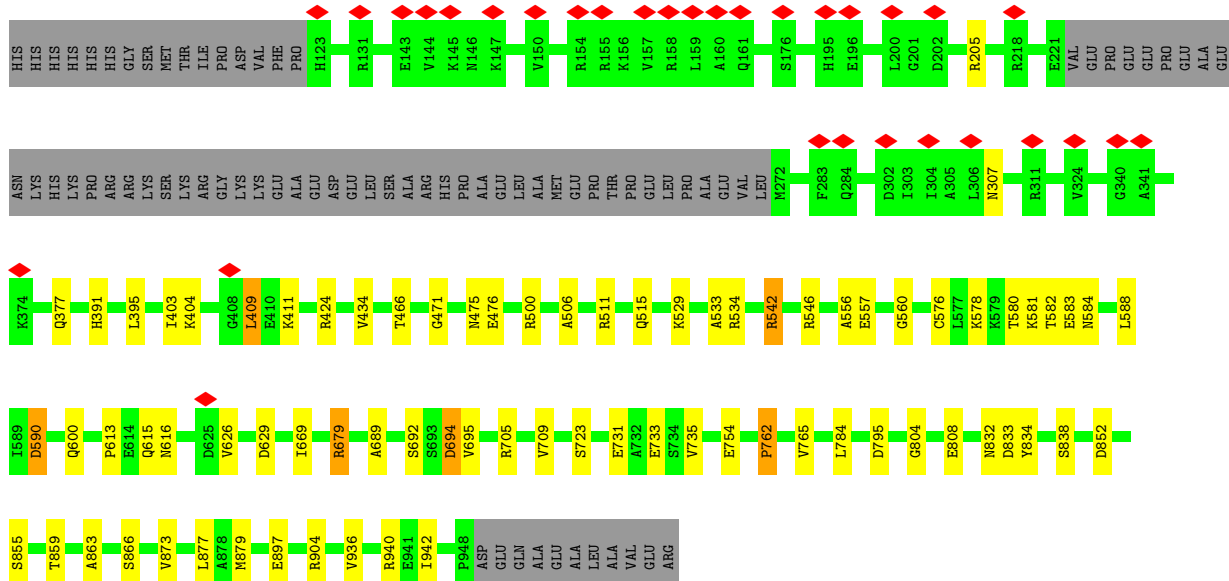 HIS HIS HIS HIS HIS HIS GLY SER MET THR ILE PRO ASP VAL PHE PRO H123 R131 E143 V144 K145 N146 K147 V150 R154 R155 K156 V157 R158 L159 A160 Q161 S176 H195 E196 L200 G201 D202 R205 R218 E221 VAL GLU PRO GLU GLU PRO GLU ALA GLU
ASN LYS HIS LYS PRO ARG ARG LYS SER LYS ARG GLY LYS LYS GLU ALA GLU ASP GLU LEU SER ALA ARG HIS PRO ALA GLU LEU ALA MET GLU PRO THR PRO GLU LEU PRO ALA GLU VAL LEU M272 F283 Q284 D302 I303 I304 A305 L306 N307 R311 V324 G340 A341
K374 Q377 H391 L395 I403 K404 G408 L409 E410 K411 R424 V434 T466 G471 N475 E476 R500 A506 R511 Q515 K529 A533 R534 R542 R546 A556 E557 G560 C576 L577 K578 K579 T580 K581 T582 E583 N584 L588
I589 D590 Q600 P613 E614 Q615 N616 D625 V626 D629 I669 R679 A689 S692 S693 D694 V695 R705 V709 S723 E731 A732 E733 S734 V735 E754 P762 V765 L784 D795 G804 E808 N832 D833 Y834 S838 D852
S855 T859 A863 S866 V873 L877 A878 M879 E897 R904 V936 R940 E941 I942 P948 ASP GLU GLN ALA GLU ALA LEU ALA VAL GLU ARG